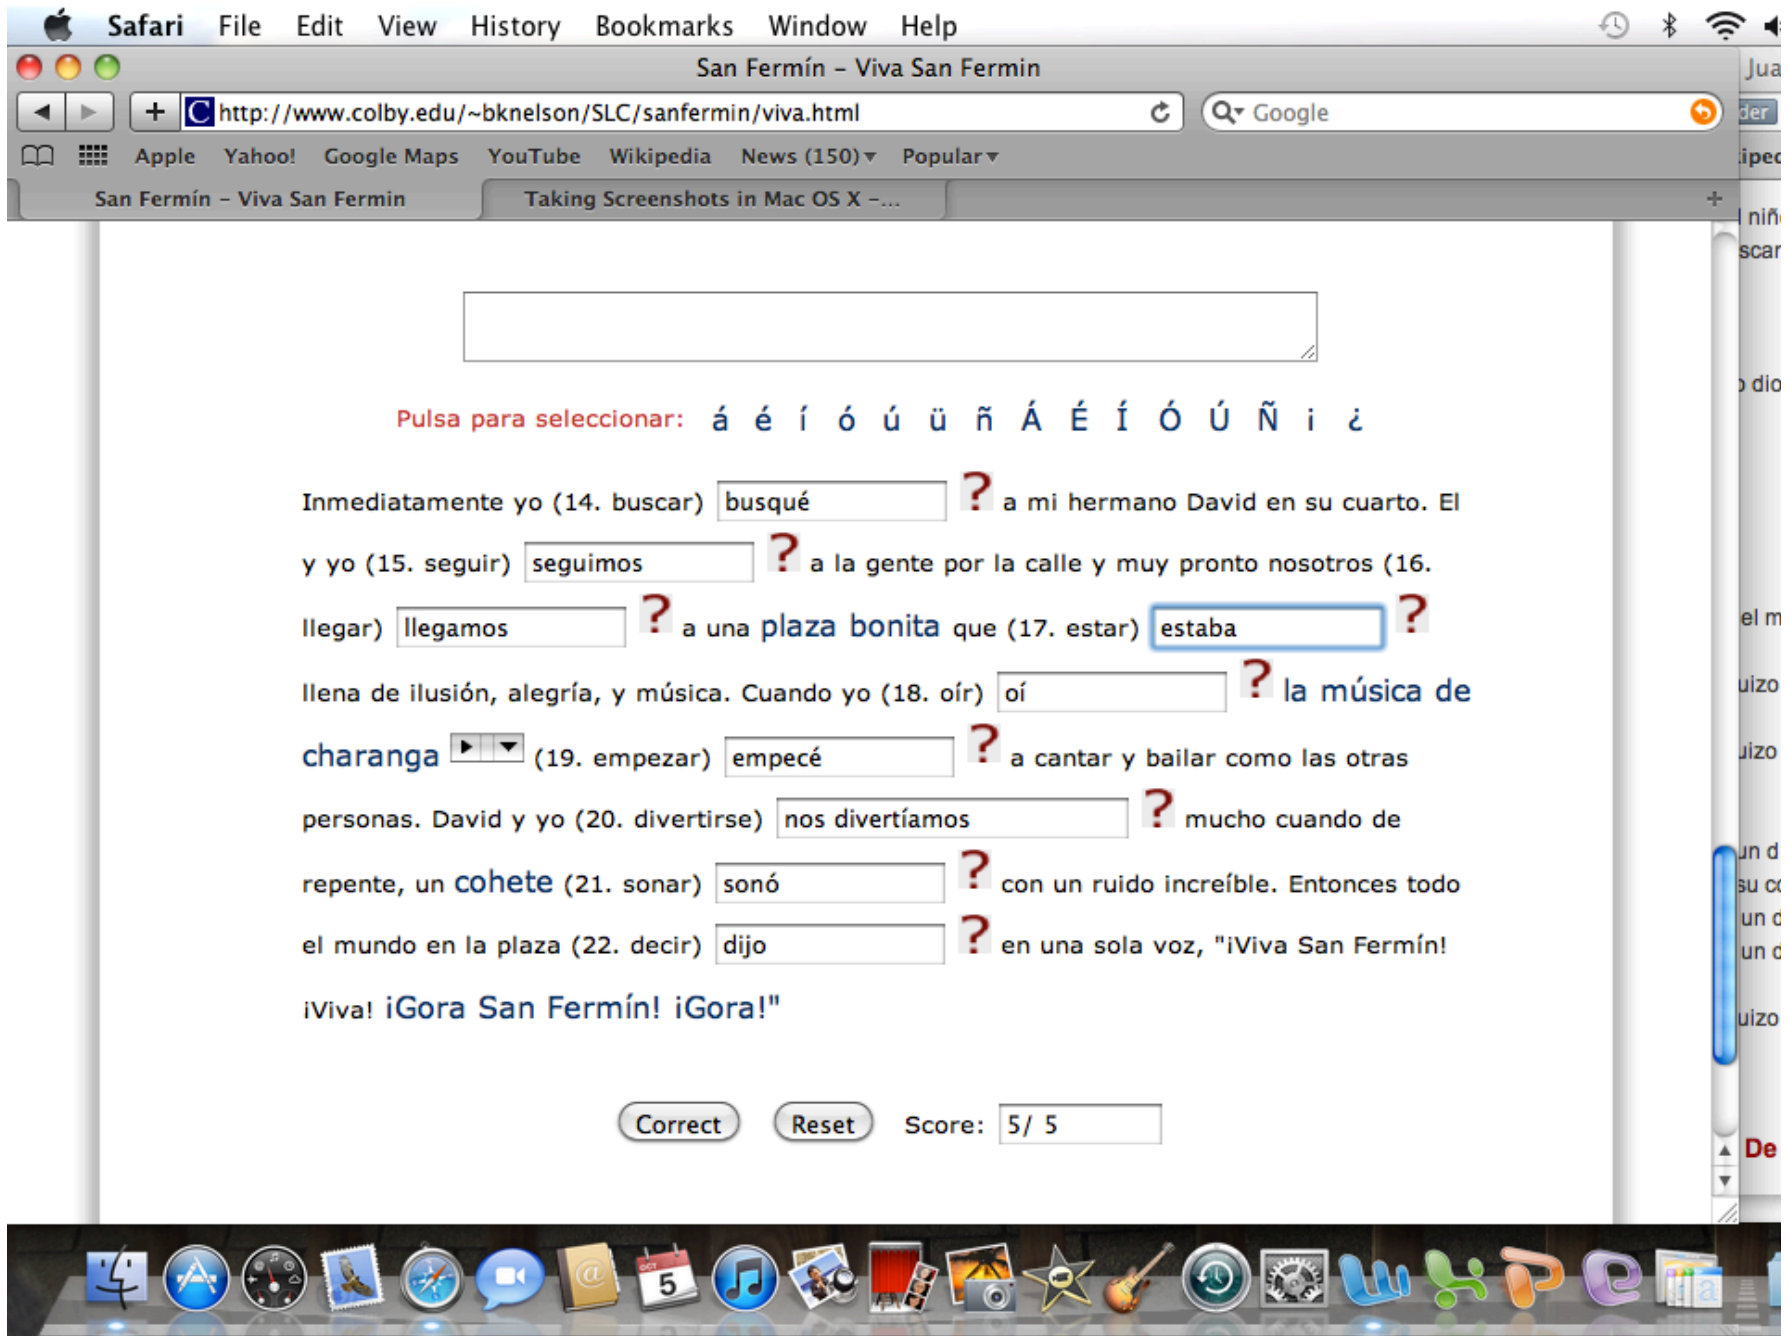 Safari File Edit View History Bookmarks Window Help
San Fermín – Viva San Fermin
http://www.colby.edu/~bknelson/SLC/sanfermin/viva.html
Google
Apple Yahoo! Google Maps YouTube Wikipedia News (150)▾ Popular▾
San Fermín – Viva San Fermin
Taking Screenshots in Mac OS X –...
Pulsa para seleccionar: á é í ó ú ü ñ Á É Í Ó Ú Ñ ¡ ¿
Inmediatamente yo (14. buscar) busqué ? a mi hermano David en su cuarto. El
y yo (15. seguir) seguimos ? a la gente por la calle y muy pronto nosotros (16.
llegar) llegamos ? a una plaza bonita que (17. estar) estaba ?
llena de ilusión, alegría, y música. Cuando yo (18. oír) oí ? la música de
charanga (19. empezar) empecé ? a cantar y bailar como las otras
personas. David y yo (20. divertirse) nos divertíamos ? mucho cuando de
repente, un cohete (21. sonar) sonó ? con un ruido increíble. Entonces todo
el mundo en la plaza (22. decir) dijo ? en una sola voz, "¡Viva San Fermín!
¡Viva! ¡Gora San Fermín! ¡Gora!"
Correct Reset Score: 5/ 5
De
OCT
5